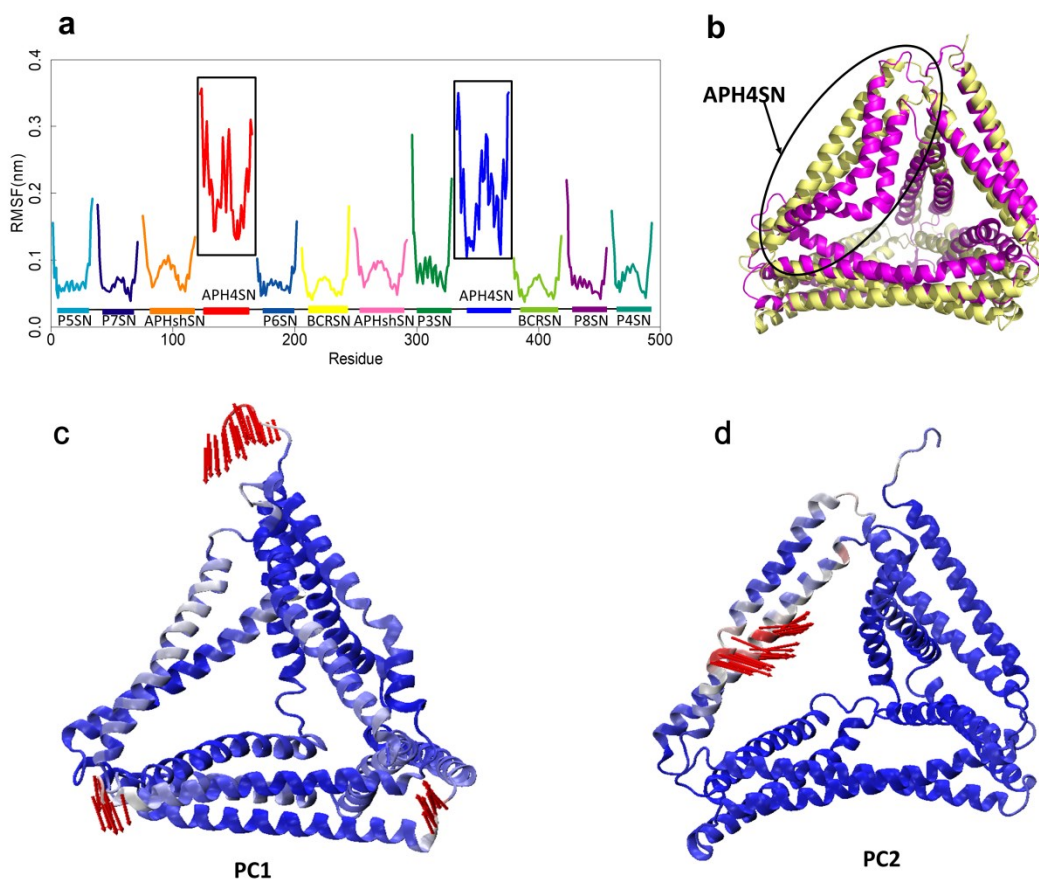 a
0.4
0.3
0.2
0.1
0.0
RMSF(nm)
APH4SN
APH4SN
P5SN P7SN APHshSN P6SN BCRSN APHshSN P3SN BCRSN P8SN P4SN
0 100 200 300 400 500
Residue
b
APH4SN
c
PC1
d
PC2